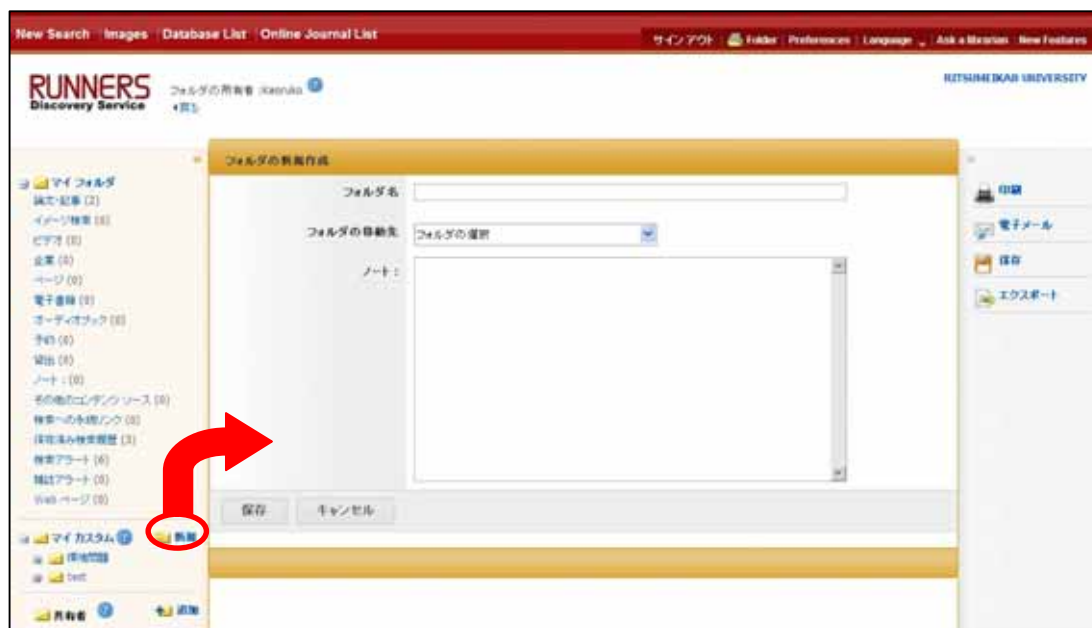 New Search Images Database List Online Journal List
サインアウト Folder Preferences Language Ask a librarian New Features
RUNNERS
Discovery Service
フォルダの所有者 :Kaoruko
戻る
RITSUMEIKAN UNIVERSITY
マイ フォルダ
論文・記事 (2)
イメージ検索 (0)
ビデオ (0)
企業 (0)
ページ (0)
電子書籍 (0)
オーディオブック (0)
予約 (0)
貸出 (0)
ノート : (0)
その他のコンテンツ ソース (0)
検索への永続リンク (0)
保存済み検索履歴 (3)
検索アラート (6)
雑誌アラート (0)
Web ページ (0)
マイ カスタム 新規
環境問題
test
共有者 追加
フォルダの新規作成
フォルダ名
フォルダの移動先 フォルダの選択
ノート :
保存 キャンセル
印刷
電子メール
保存
エクスポート